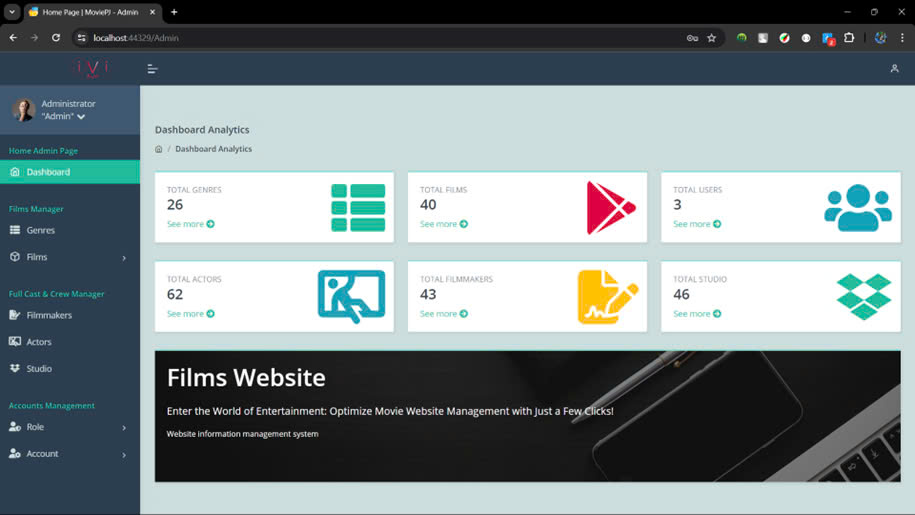 Home Page | MoviePJ - Admin
localhost:44329/Admin
2
Administrator
"Admin"
Home Admin Page
Dashboard
Films Manager
Genres
Films
Full Cast & Crew Manager
Filmmakers
Actors
Studio
Accounts Management
Role
Account
Dashboard Analytics
/ Dashboard Analytics
TOTAL GENRES
26
See more
TOTAL FILMS
40
See more
TOTAL USERS
3
See more
TOTAL ACTORS
62
See more
TOTAL FILMMAKERS
43
See more
TOTAL STUDIO
46
See more
Films Website
Enter the World of Entertainment: Optimize Movie Website Management with Just a Few Clicks!
Website information management system